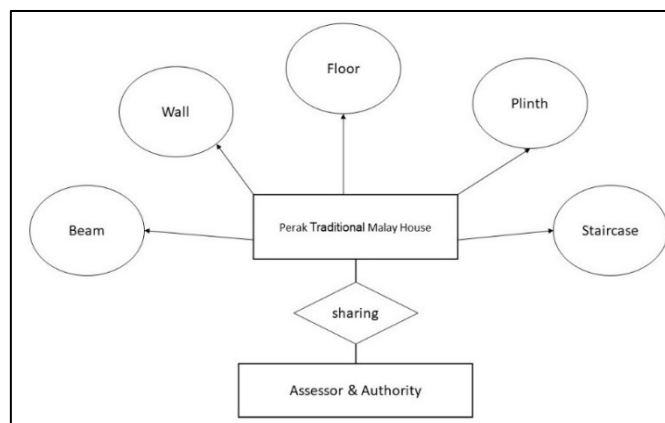 Floor
Wall
Plinth
Perak Traditional Malay House
Beam
Staircase
sharing
Assessor & Authority